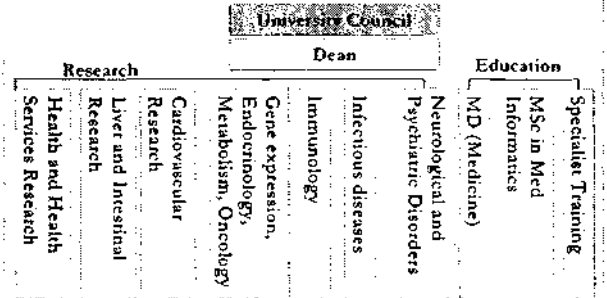 University Council
Dean
Research
Education
Health and Health
Services Research
Liver and Intestinal
Research
Cardiovascular
Research
Gene expression,
Endocrinology,
Metabolism, Oncology
Immunology
Infectious diseases
Neurological and
Psychiatric Disorders
MD (Medicine)
MSc in Med
Informatics
Specialist Training